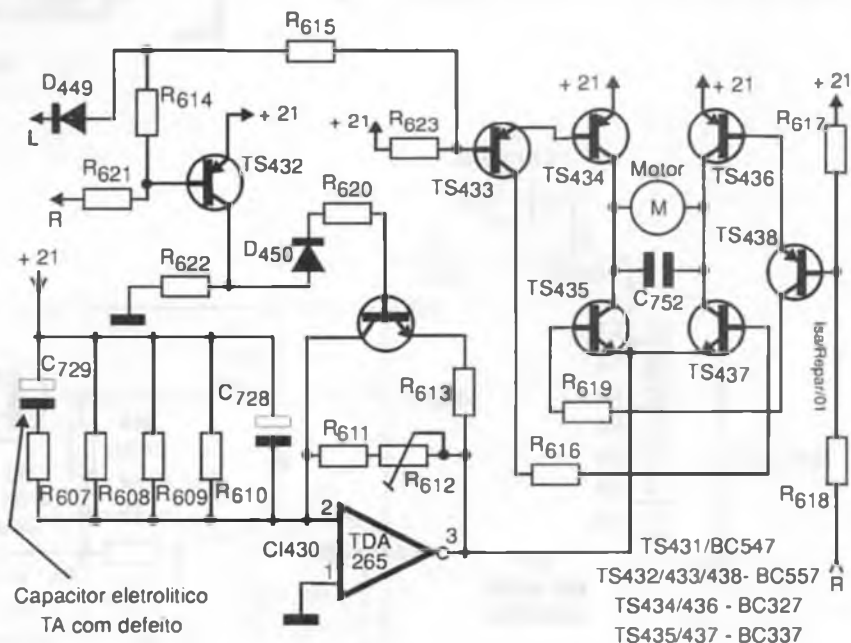 R615
D449
L
R614
+ 21
TS432
R621
R
+ 21
R623
TS433
+ 21
TS434
Motor
M
+ 21
TS436
+ 21
R617
TS438
R620
D450
R622
+ 21
C729
C728
TS435
C752
TS437
Isa/Repar/01
R619
R613
R611
R612
R616
R618
R607
R608
R609
R610
CI430
2
TDA
265
3
1
R
Capacitor eletrolitico
TA com defeito
TS431/BC547
TS432/433/438- BC557
TS434/436 - BC327
TS435/437 - BC337